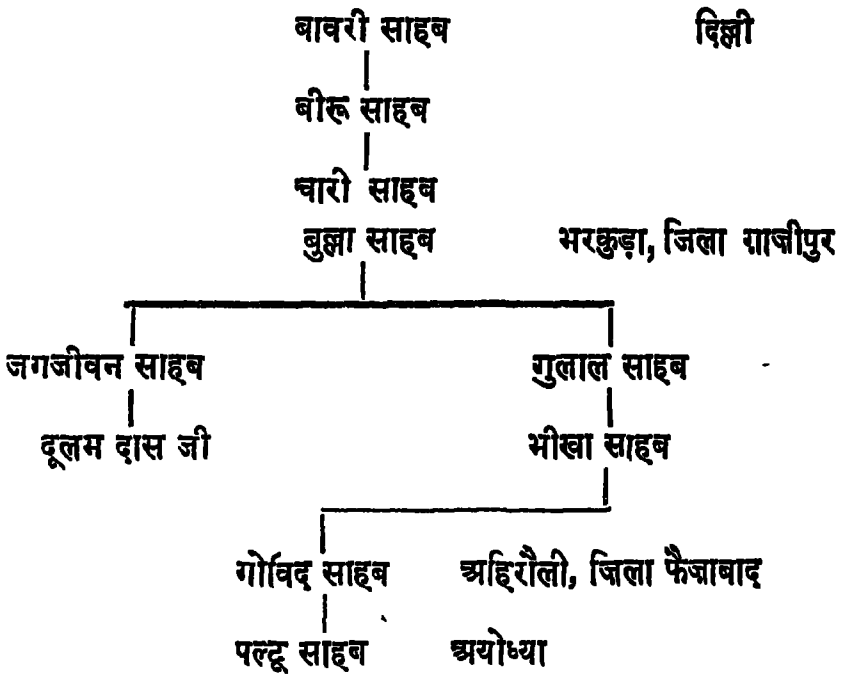 बावरी साहब दिल्ली
बीरू साहब
चारी साहब
बुल्ला साहब भरकुड़ा, जिला ग़ाज़ीपुर
जगजीवन साहब गुलाल साहब
दूलम दास जी भीखा साहब
गोविद साहब अहिरौली, जिला फैज़ाबाद
पल्टू साहब अयोध्या